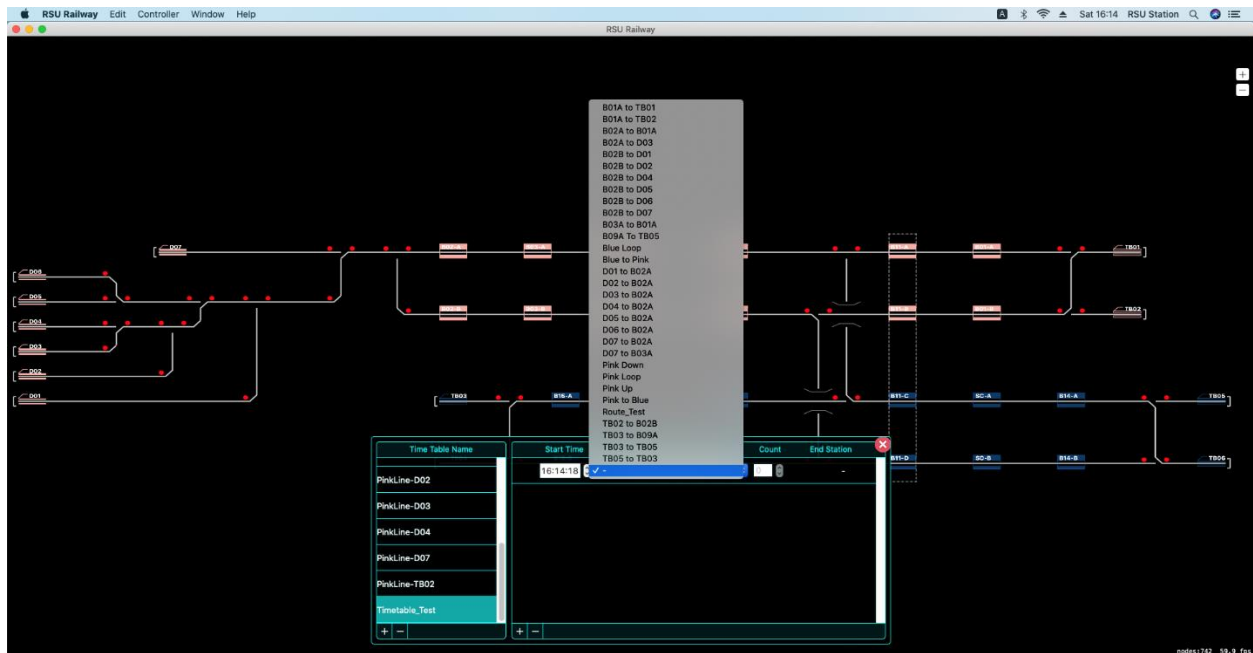 RSU Railway Edit Controller Window Help
A Sat 16:14 RSU Station
RSU Railway
+
−
B01A to TB01
B01A to TB02
B02A to B01A
B02A to D03
B02B to D01
B02B to D02
B02B to D04
B02B to D05
B02B to D06
B02B to D07
B03A to B01A
B09A To TB05
Blue Loop
Blue to Pink
D01 to B02A
D02 to B02A
D03 to B02A
D04 to B02A
D05 to B02A
D06 to B02A
D07 to B02A
D07 to B03A
Pink Down
Pink Loop
Pink Up
Pink to Blue
Route_Test
TB02 to B02B
TB03 to B09A
TB03 to TB05
TB05 to TB03
✓ -
D07
TB01
D06
D05
D04
TB02
D03
D02
D01
TB03
B16-A
B11-C
SC-A
B14-A
TB05
B11-D
SC-B
B14-B
TB06
Time Table Name
Start Time
Count
End Station
16:14:18
0
-
PinkLine-D02
PinkLine-D03
PinkLine-D04
PinkLine-D07
PinkLine-TB02
Timetable_Test
+ −
+ −
nodes:742 59.9 fps